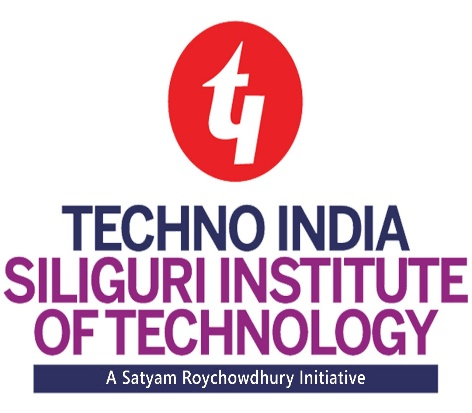 TECHNO INDIA
SILIGURI INSTITUTE
OF TECHNOLOGY
A Satyam Roychowdhury Initiative